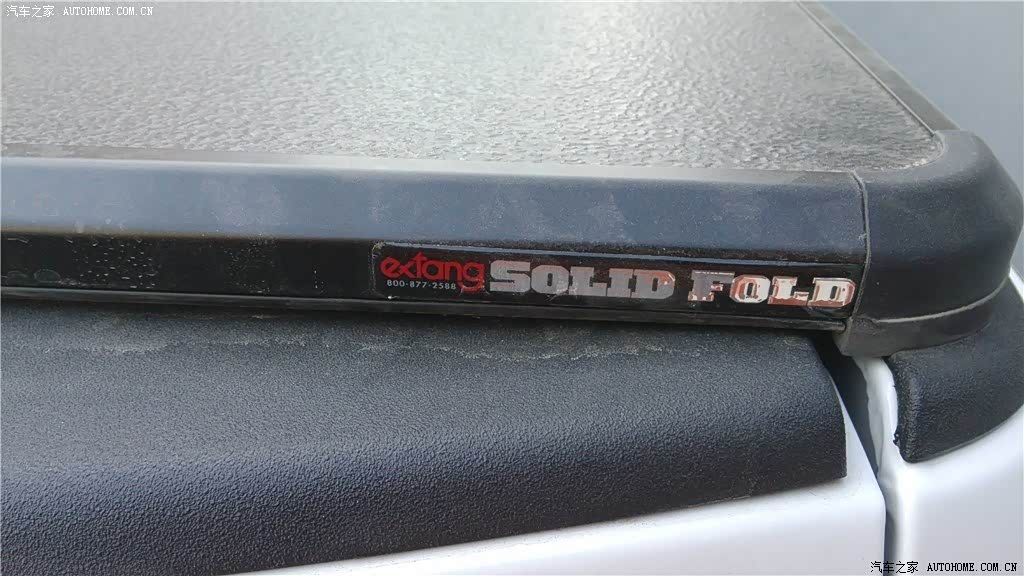 汽车之家 AUTOHOME.COM.CN
extang SOLID FOLD
800-877-2588
汽车之家 AUTOHOME.COM.CN